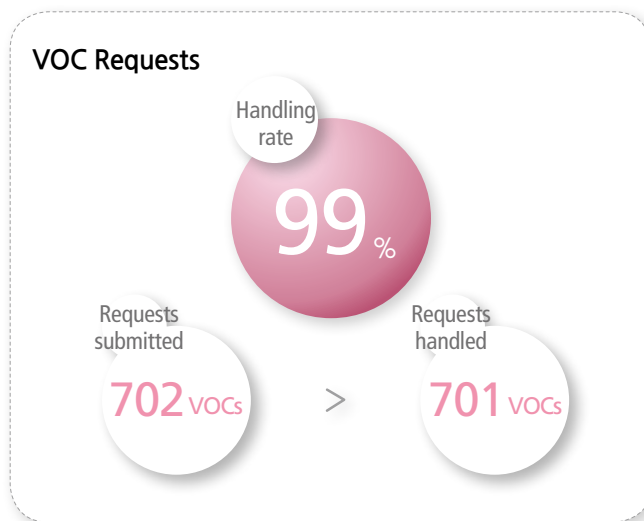 VOC Requests
Handling
rate
99 %
Requests
submitted
702 VOCs
>
Requests
handled
701 VOCs